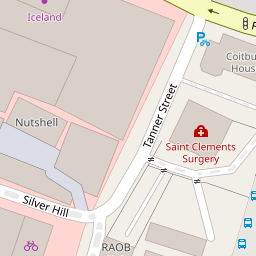 Iceland
Coitbu
Hous
Nutshell
Tanner Street
Saint Clements
Surgery
Silver Hill
RAOB